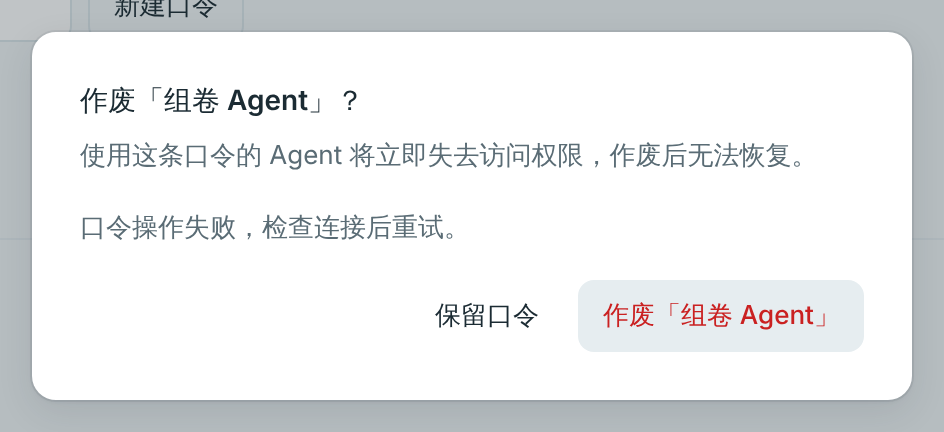 新建口令
作废「组卷 Agent」？
使用这条口令的 Agent 将立即失去访问权限，作废后无法恢复。
口令操作失败，检查连接后重试。
保留口令
作废「组卷 Agent」